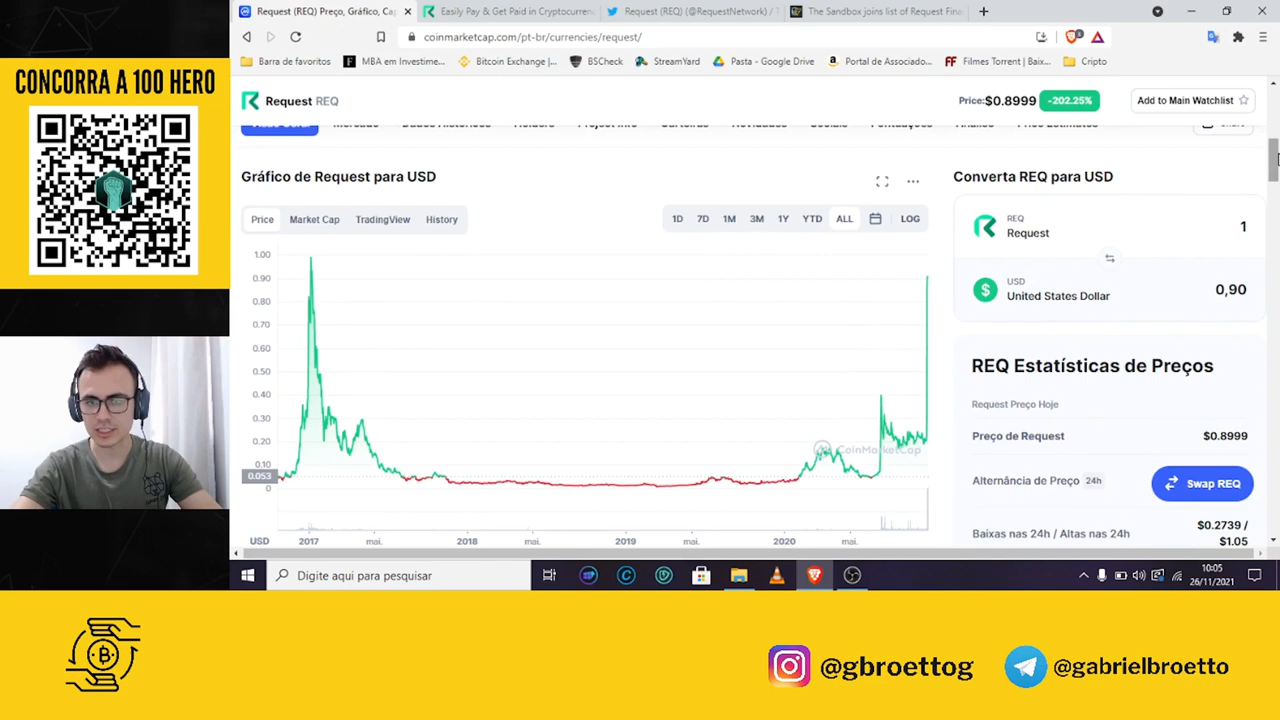 CONCORRA A 100 HERO
Request (REQ) Preço, Gráfico, Ca
Easily Pay & Get Paid in Cryptocurren
Request (REQ) (@RequestNetwork) / T
The Sandbox joins list of Request Fina
coinmarketcap.com/pt-br/currencies/request/
Barra de favoritos
MBA em Investime...
Bitcoin Exchange |...
BSCheck
StreamYard
Pasta - Google Drive
Portal de Associado...
Filmes Torrent | Baix...
Cripto
Request REQ
Price:$0.8999
-202.25%
Add to Main Watchlist
Gráfico de Request para USD
Converta REQ para USD
Price
Market Cap
TradingView
History
1D
7D
1M
3M
1Y
YTD
ALL
LOG
REQ
Request
1
USD
United States Dollar
0,90
1.00
0.90
0.80
0.70
0.60
0.50
0.40
0.30
0.20
0.10
0.053
0
CoinMarketCap
USD
2017
mai.
2018
mai.
2019
mai.
2020
mai.
REQ Estatísticas de Preços
Request Preço Hoje
Preço de Request
$0.8999
Alternância de Preço 24h
Swap REQ
Baixas nas 24h / Altas nas 24h
$0.2739 /
$1.05
Digite aqui para pesquisar
10:05
26/11/2021
@gbroettog
@gabrielbroetto